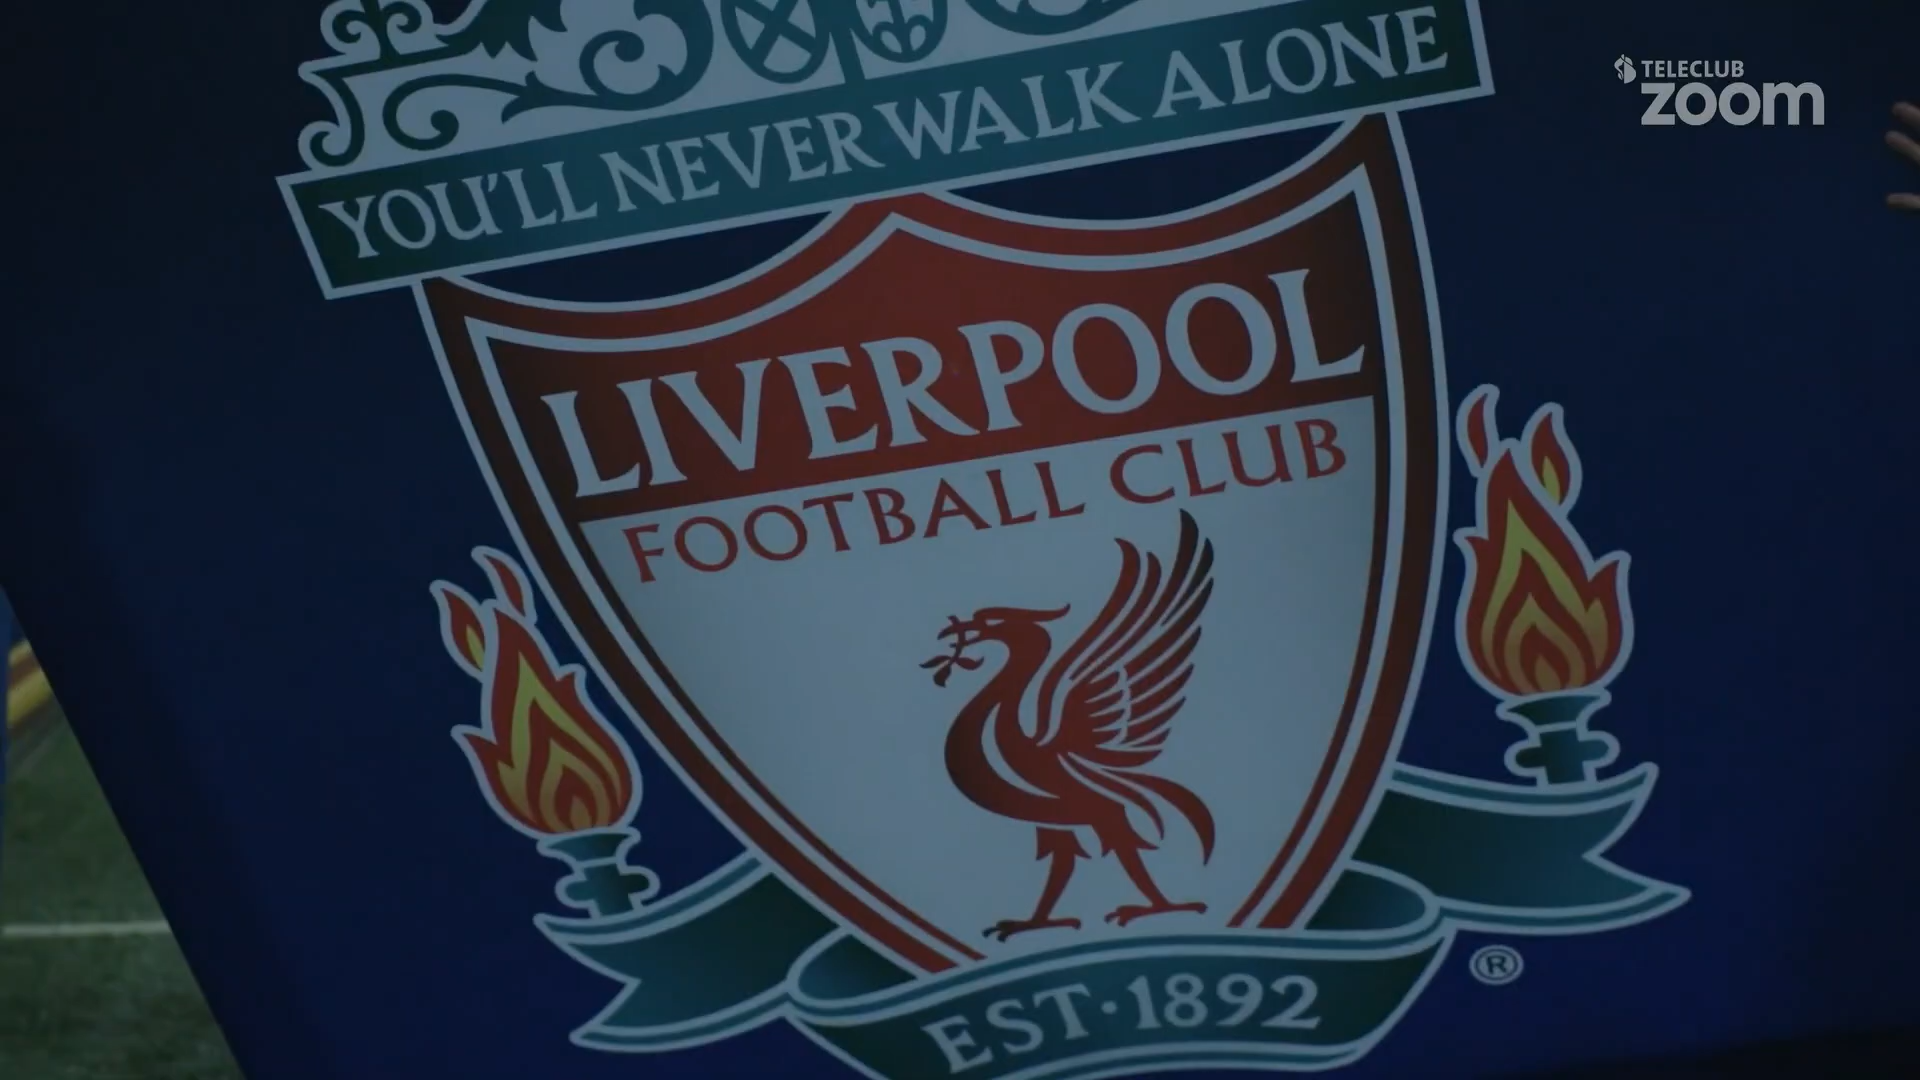 TELECLUB
zoom
YOU'LL NEVER WALK ALONE
LIVERPOOL
FOOTBALL CLUB
®
EST·1892